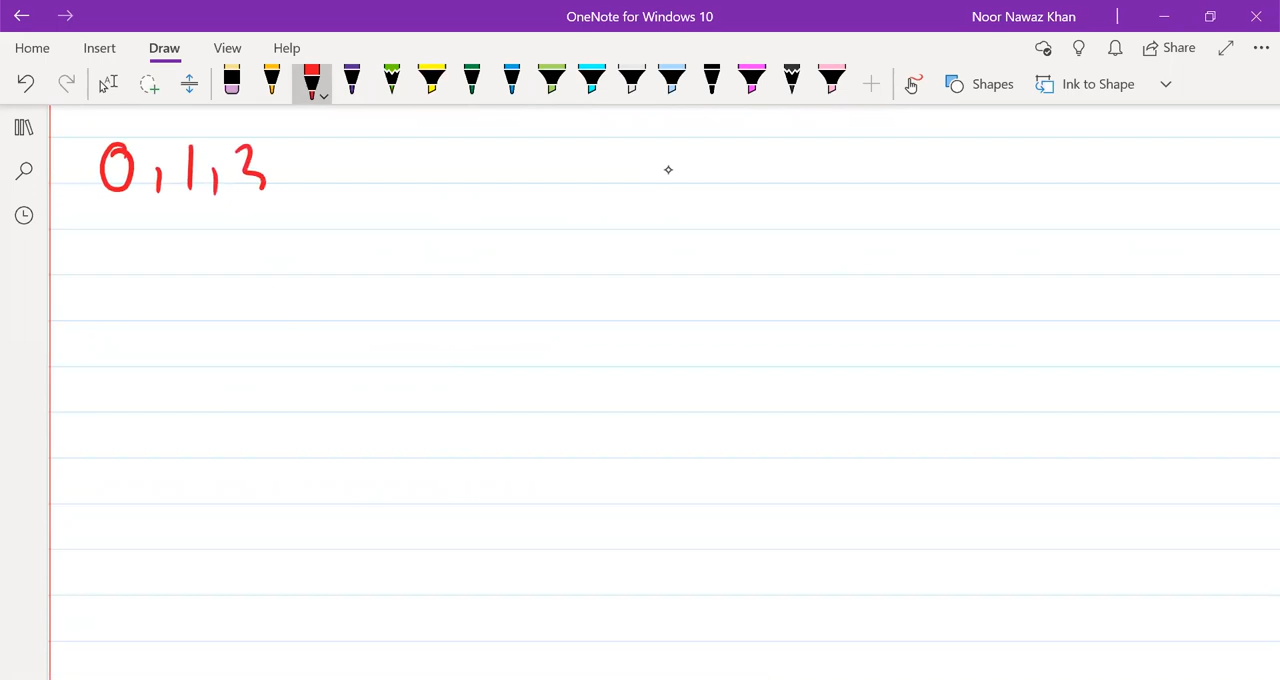 OneNote for Windows 10
Noor Nawaz Khan
Home Insert Draw View Help
Share
Shapes
Ink to Shape
0,1,3